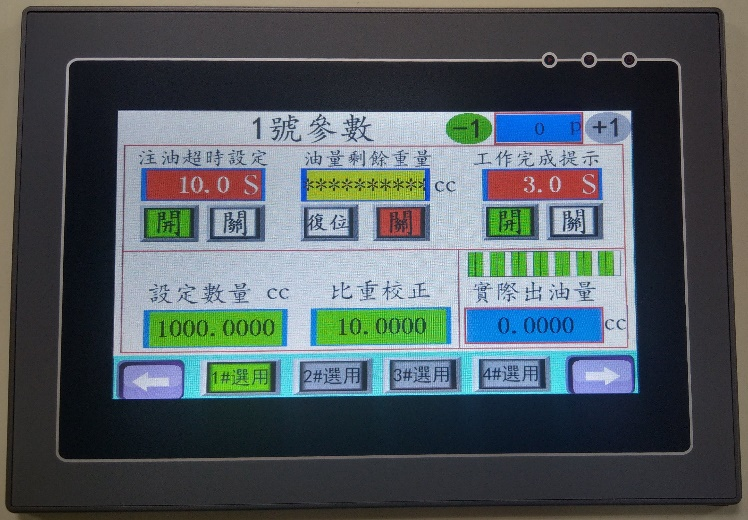 1號參數 -1 0 P +1
注油超時設定 油量剩餘重量 工作完成提示
10.0 S ********** cc 3.0 S
開 關 復位 關 開 關
設定數量 cc 比重校正 實際出油量
1000.0000 10.0000 0.0000 cc
1#選用 2#選用 3#選用 4#選用